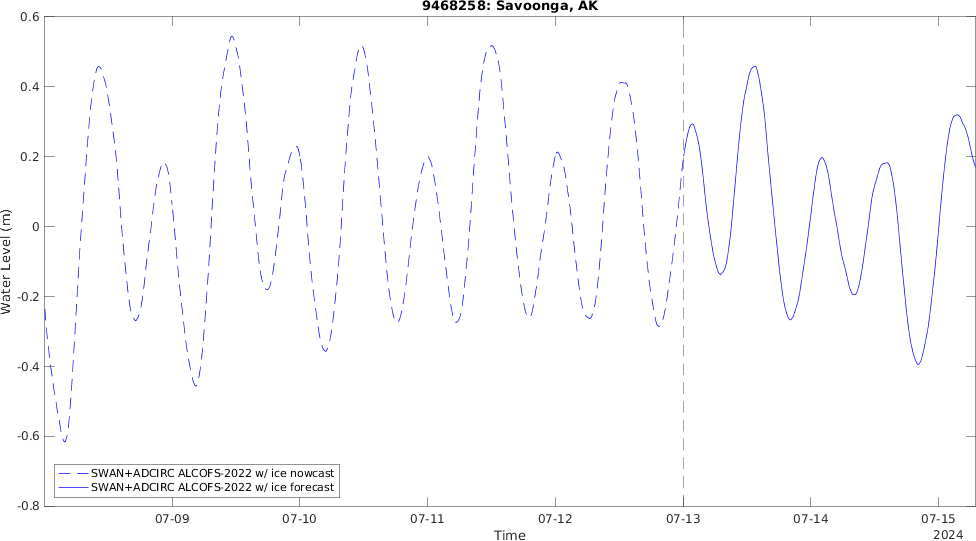 9468258: Savoonga, AK
0.6
0.4
0.2
0
-0.2
-0.4
-0.6
-0.8
Water Level (m)
SWAN+ADCIRC ALCOFS-2022 w/ ice nowcast
SWAN+ADCIRC ALCOFS-2022 w/ ice forecast
07-09 07-10 07-11 07-12 07-13 07-14 07-15
Time
2024